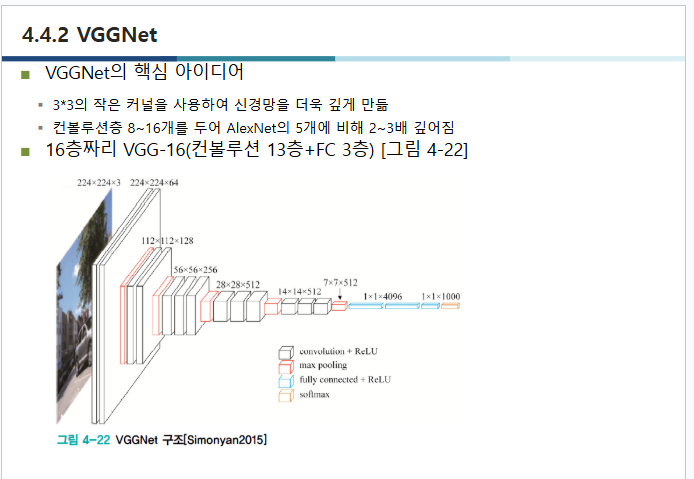 4.4.2 VGGNet
VGGNet의 핵심 아이디어
3*3의 작은 커널을 사용하여 신경망을 더욱 깊게 만듦
컨볼루션층 8~16개를 두어 AlexNet의 5개에 비해 2~3배 깊어짐
16층짜리 VGG-16(컨볼루션 13층+FC 3층) [그림 4-22]
224×224×3 224×224×64
112×112×128
56×56×256
28×28×512
14×14×512
7×7×512
1×1×4096 1×1×1000
convolution + ReLU
max pooling
fully connected + ReLU
softmax
그림 4-22 VGGNet 구조[Simonyan2015]